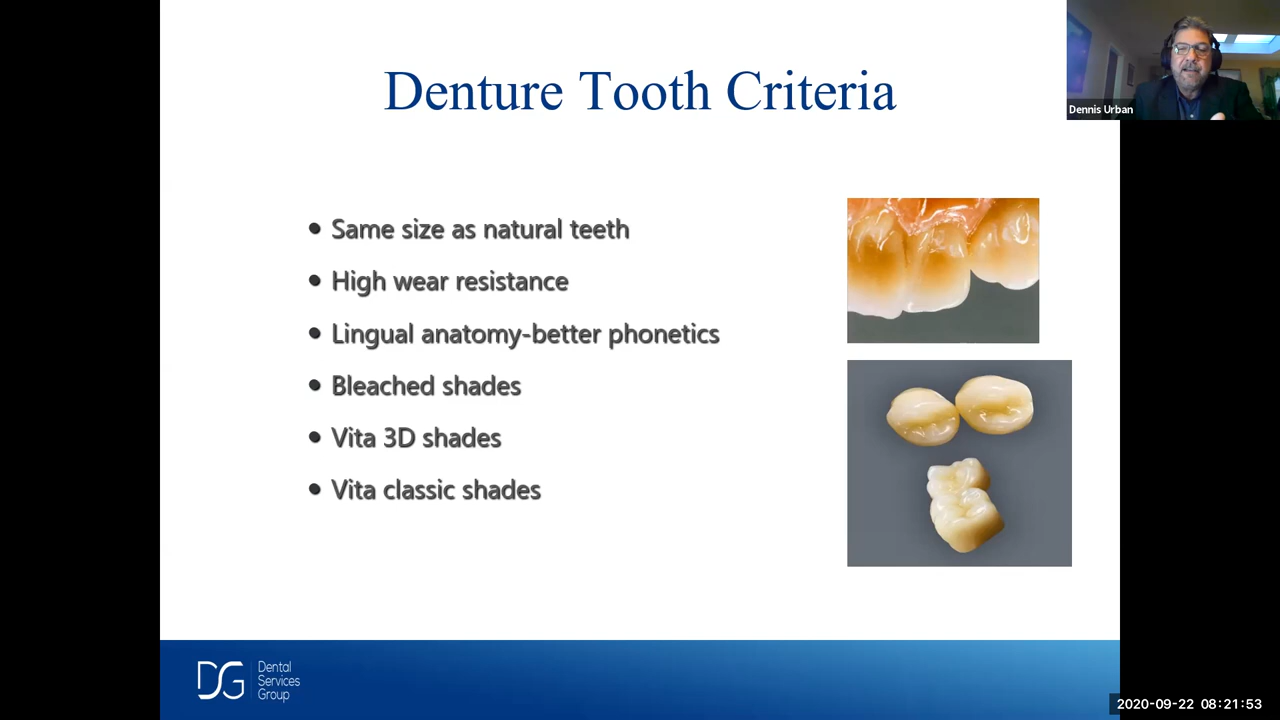 Denture Tooth Criteria
Dennis Urban
• Same size as natural teeth
• High wear resistance
• Lingual anatomy-better phonetics
• Bleached shades
• Vita 3D shades
• Vita classic shades
DG
Dental
Services
Group
2020-09-22 08:21:53